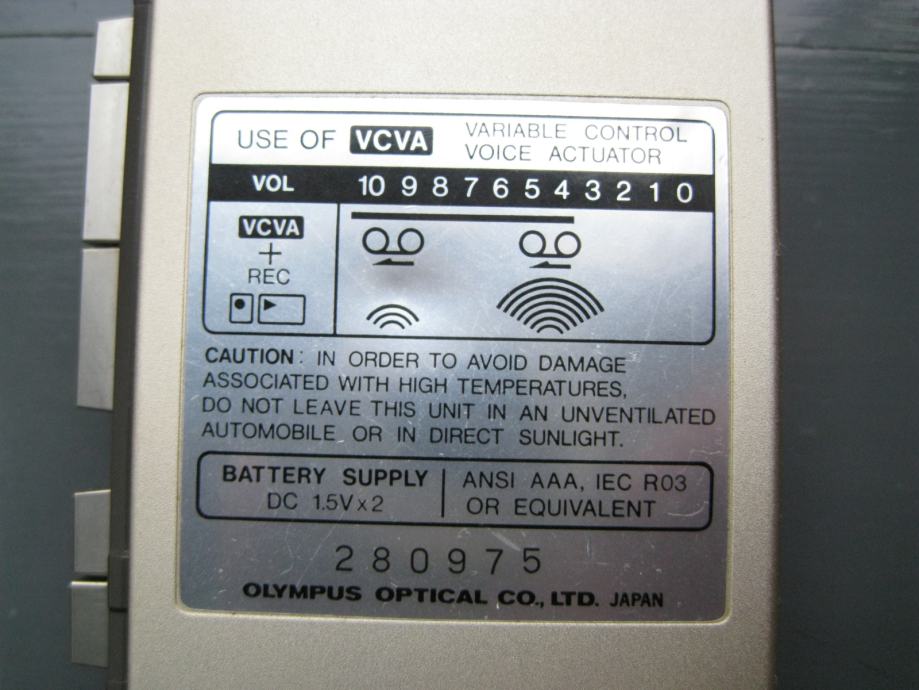 USE OF VCVA VARIABLE CONTROL
VOICE ACTUATOR
VOL 10 9 8 7 6 5 4 3 2 1 0
VCVA
+
REC
CAUTION: IN ORDER TO AVOID DAMAGE
ASSOCIATED WITH HIGH TEMPERATURES,
DO NOT LEAVE THIS UNIT IN AN UNVENTILATED
AUTOMOBILE OR IN DIRECT SUNLIGHT.
BATTERY SUPPLY
DC 1.5V x 2
ANSI AAA, IEC R03
OR EQUIVALENT
280975
OLYMPUS OPTICAL CO., LTD. JAPAN